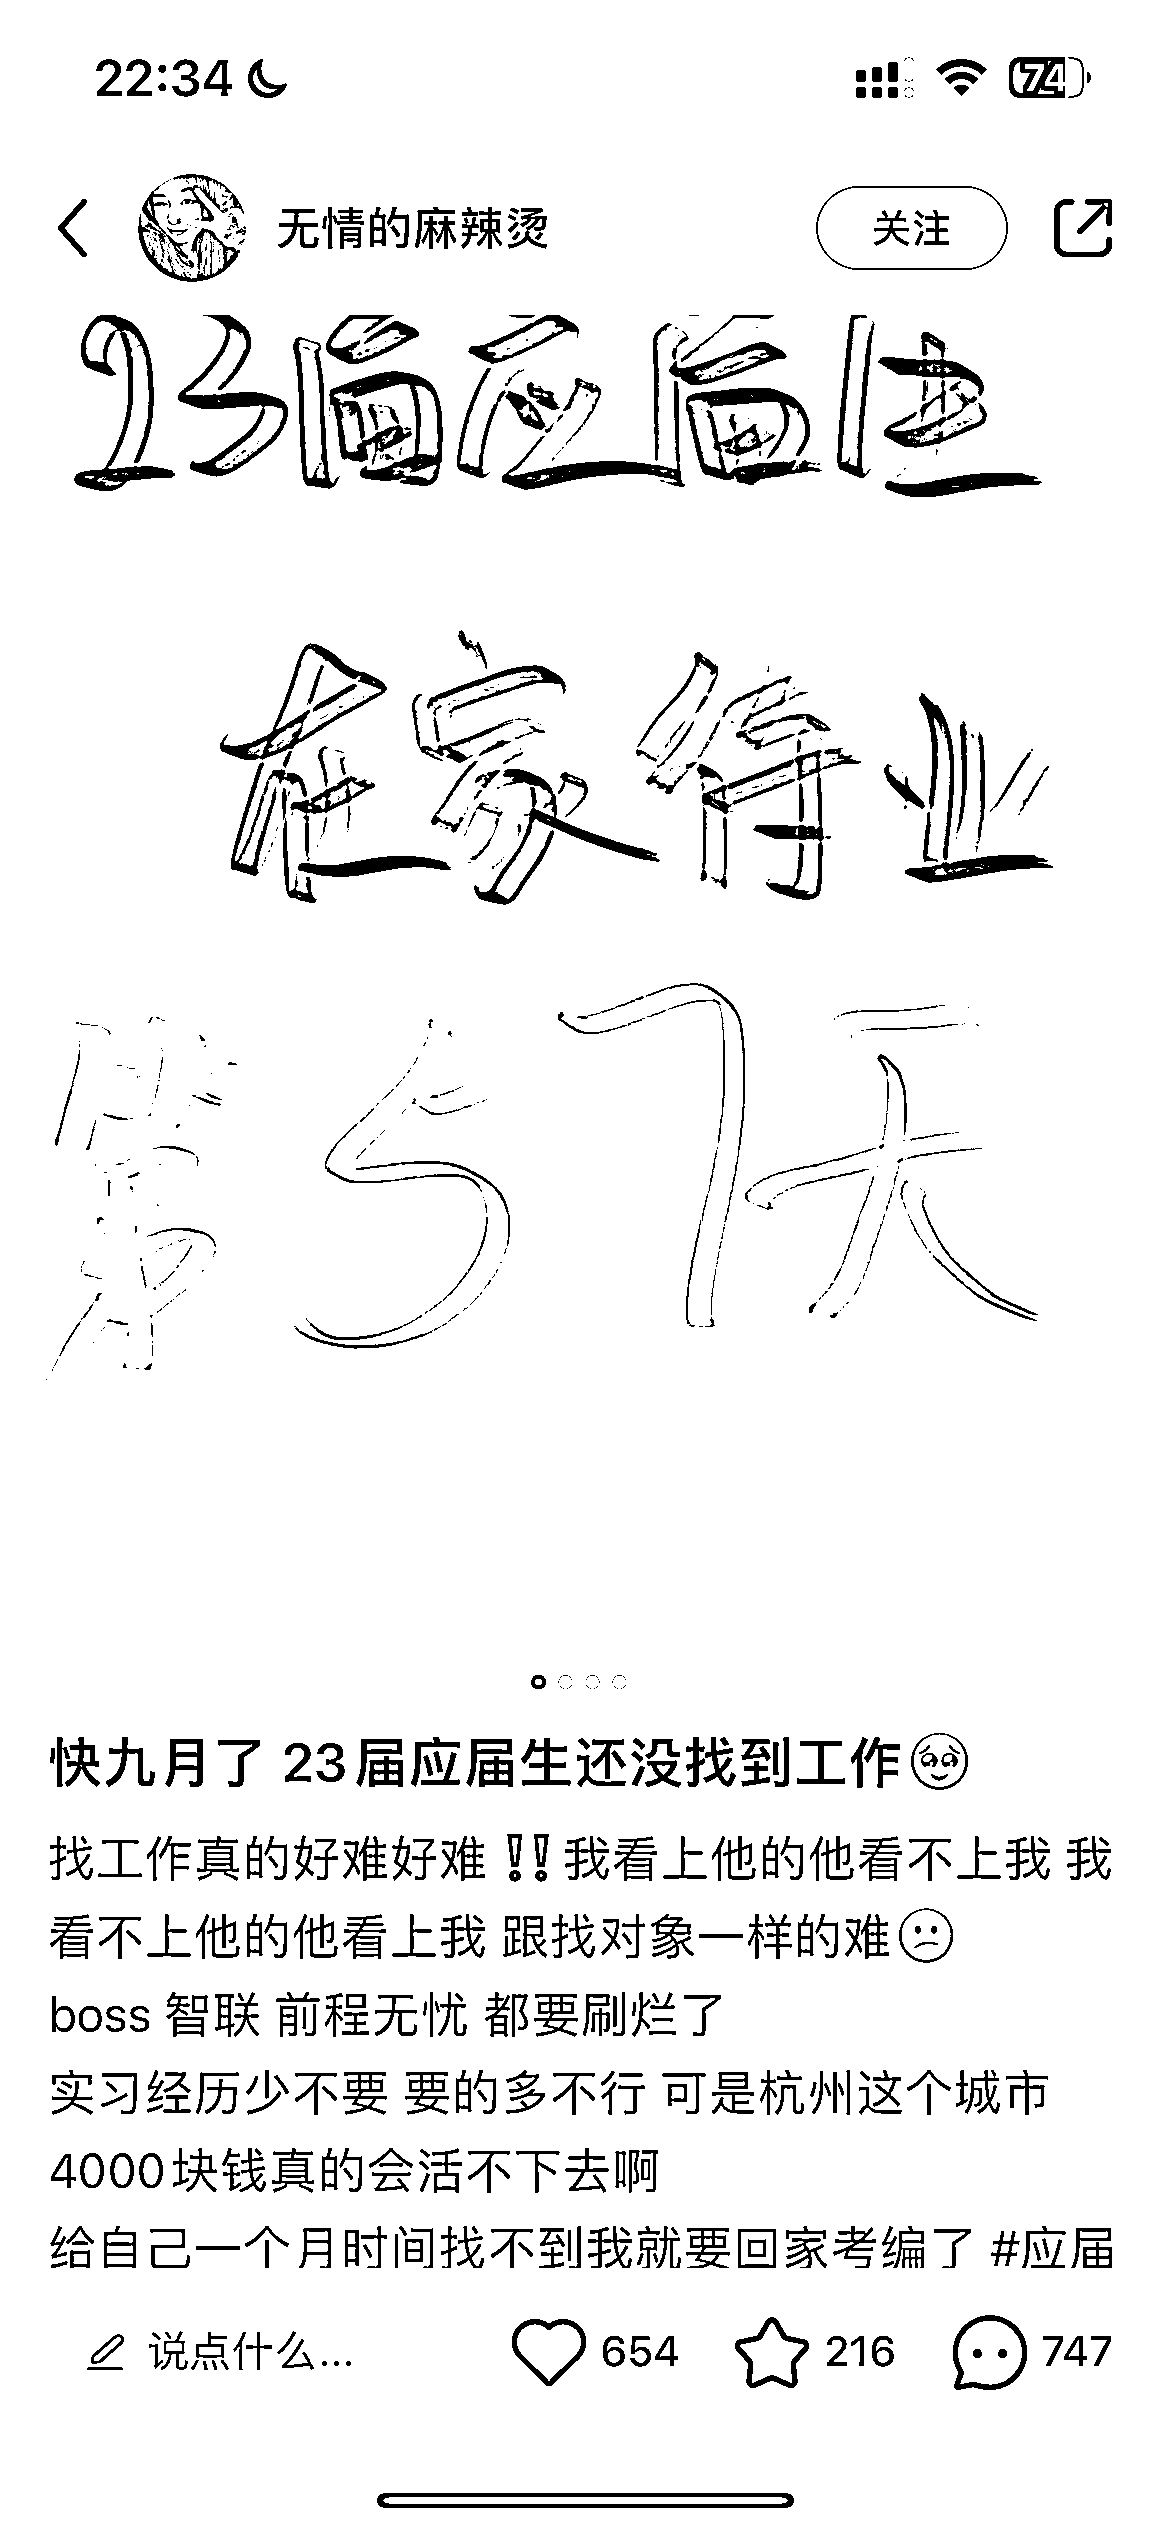 22:34
74
无情的麻辣烫
关注
23届应届生
在家待业
第57天
快九月了 23届应届生还没找到工作🥹
找工作真的好难好难‼️我看上他的他看不上我 我
看不上他的他看上我 跟找对象一样的难😕
boss 智联 前程无忧 都要刷烂了
实习经历少不要 要的多不行 可是杭州这个城市
4000块钱真的会活不下去啊
给自己一个月时间找不到我就要回家考编了 #应届
说点什么...
654
216
747